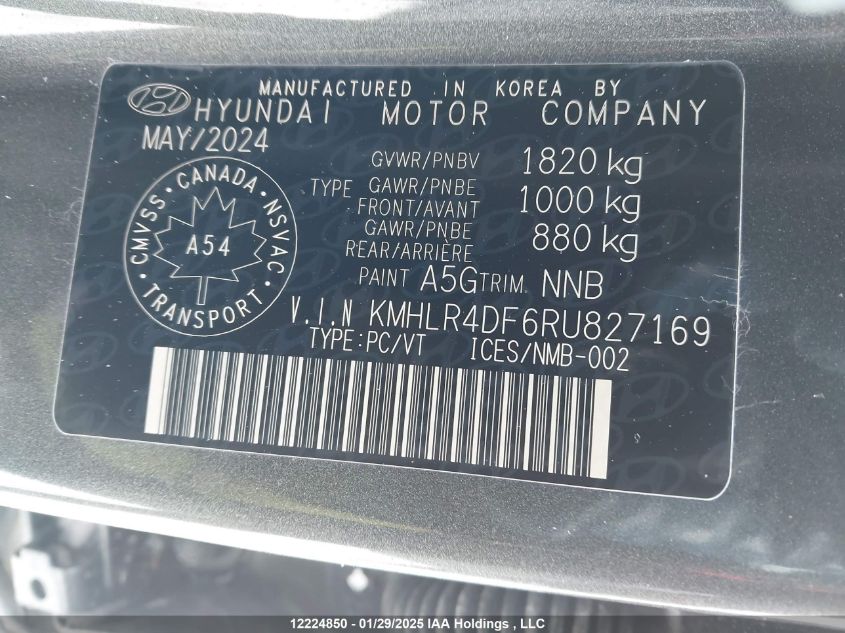 MANUFACTURED IN KOREA BY
HYUNDAI MOTOR COMPANY
MAY/2024
GVWR/PNBV 1820 kg
TYPE GAWR/PNBE FRONT/AVANT 1000 kg
GAWR/PNBE REAR/ARRIÈRE 880 kg
CMVSS • CANADA • NSVAC • TRANSPORT •
A54
PAINT A5G TRIM NNB
V.I.N KMHLR4DF6RU827169
TYPE:PC/VT ICES/NMB-002
12224850 - 01/29/2025 IAA Holdings , LLC